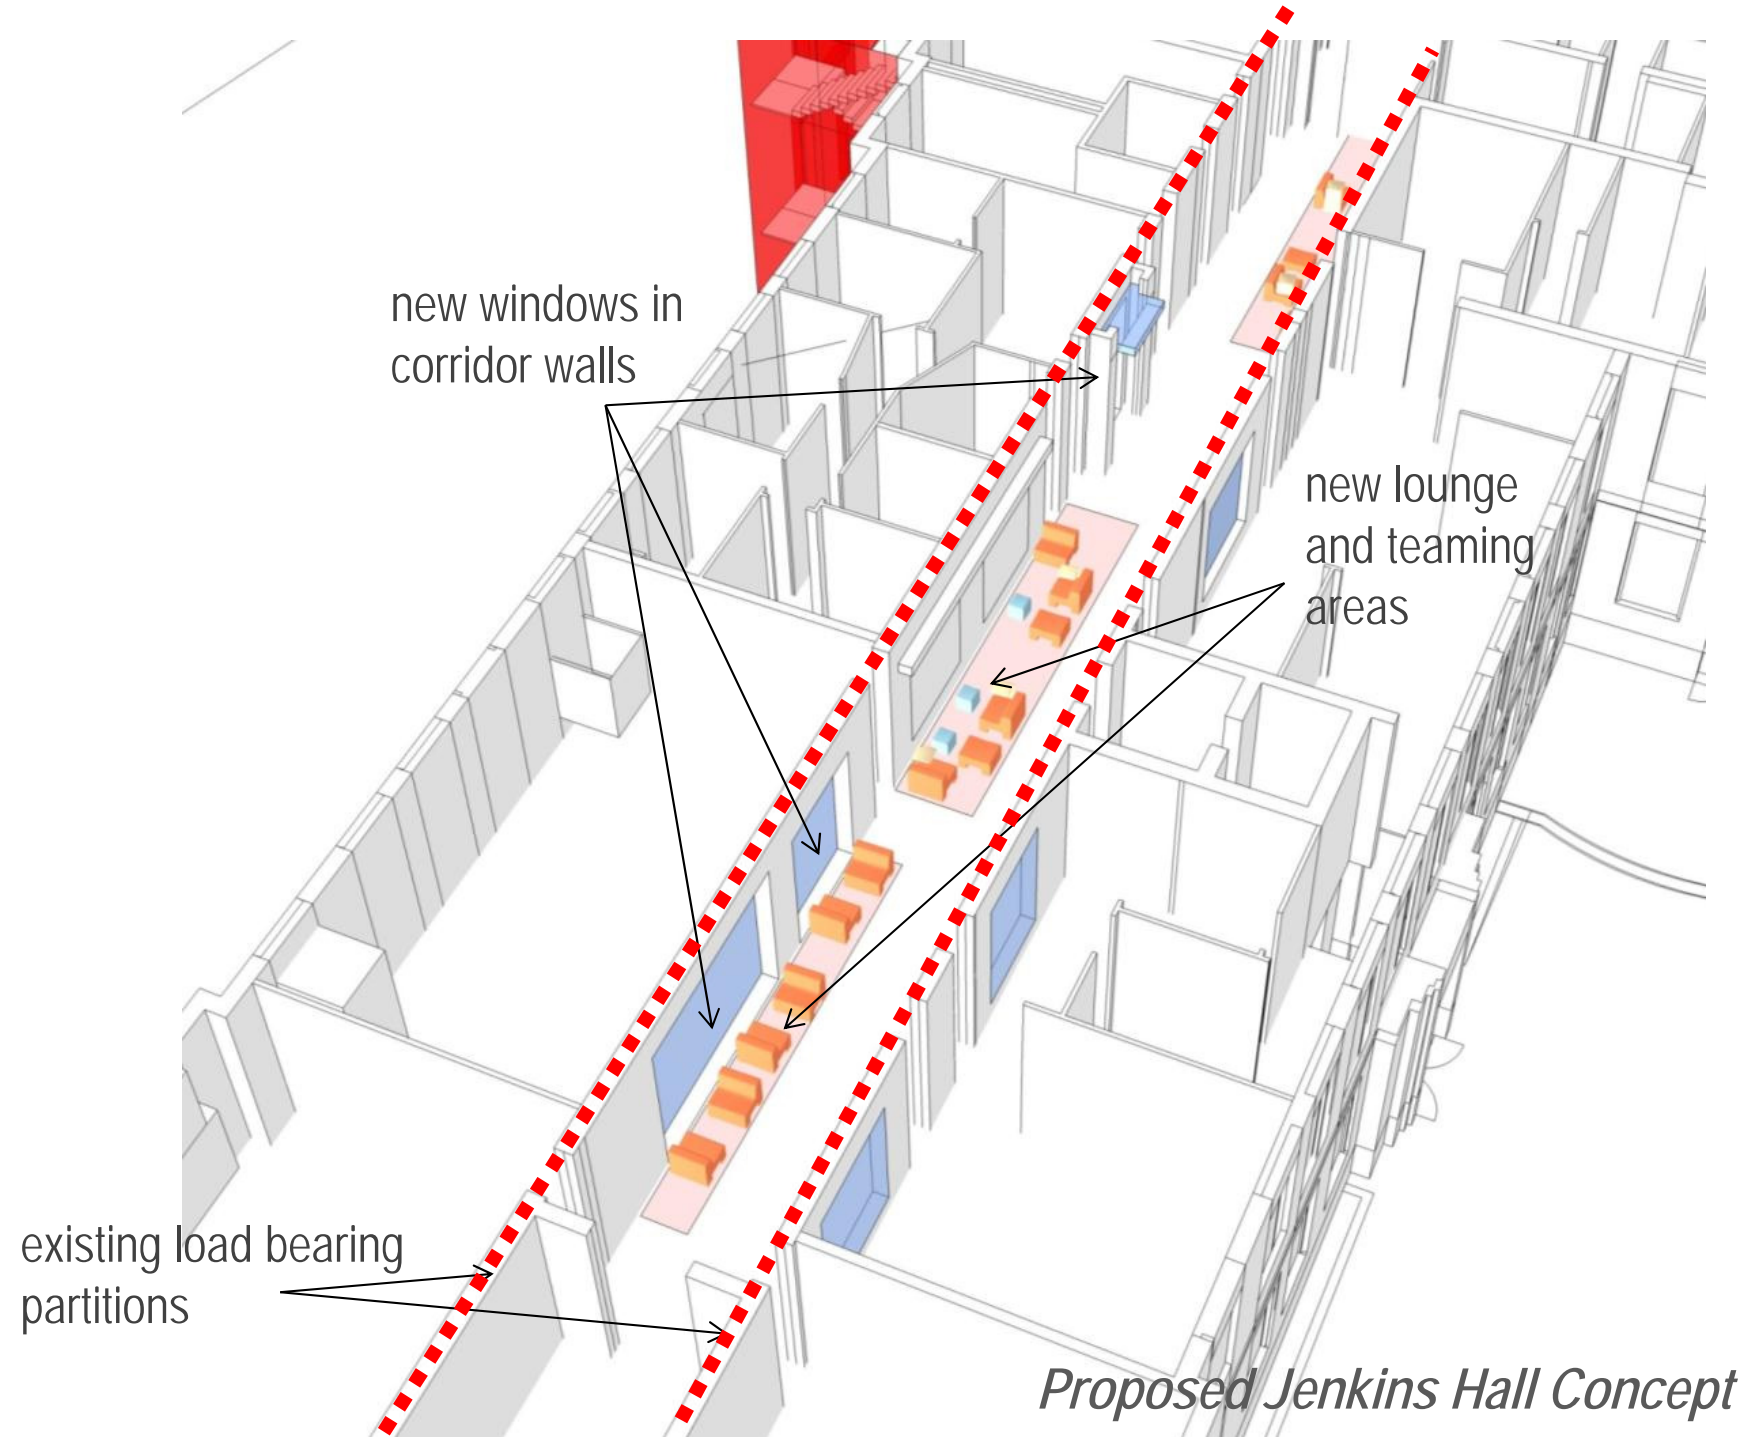 new windows in
corridor walls
new lounge
and teaming
areas
existing load bearing
partitions
Proposed Jenkins Hall Concept